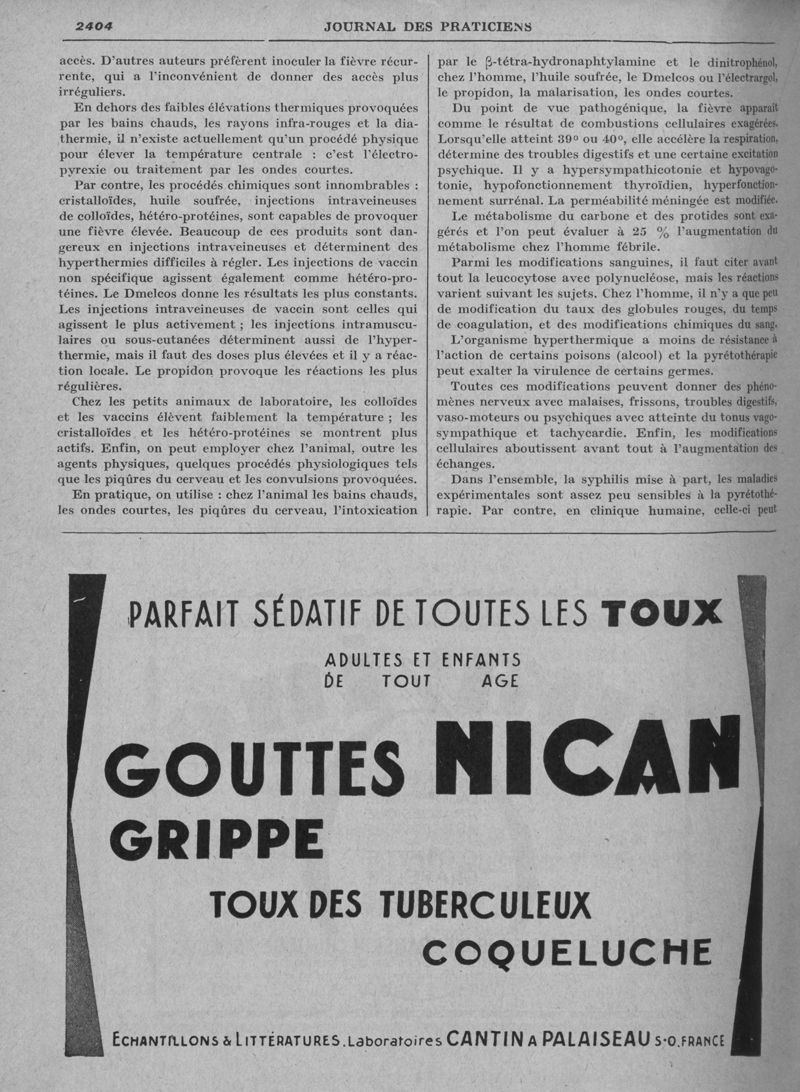 2404
JOURNAL DES PRATICIENS
accès. D'autres auteurs préfèrent inoculer la fièvre récur-
rente, qui a l'inconvénient de donner des accès plus
irréguliers.
En dehors des faibles élévations thermiques provoquées
par les bains chauds, les rayons infra-rouges et la dia-
thermie, il n'existe actuellement qu'un procédé physique
pour élever la température centrale : c'est l'électro-
pyrexie ou traitement par les ondes courtes.
Par contre, les procédés chimiques sont innombrables :
cristalloïdes, huile soufrée, injections intraveineuses
de colloïdes, hétéro-protéines, sont capables de provoquer
une fièvre élevée. Beaucoup de ces produits sont dan-
gereux en injections intraveineuses et déterminent des
hyperthermies difficiles à régler. Les injections de vaccin
non spécifique agissent également comme hétéro-pro-
téines. Le Dmelcos donne les résultats les plus constants.
Les injections intraveineuses de vaccin sont celles qui
agissent le plus activement ; les injections intramuscu-
laires ou sous-cutanées déterminent aussi de l'hyper-
thermie, mais il faut des doses plus élevées et il y a réac-
tion locale. Le propidon provoque les réactions les plus
régulières.
Chez les petits animaux de laboratoire, les colloïdes
et les vaccins élèvent faiblement la température ; les
cristalloïdes et les hétéro-protéines se montrent plus
actifs. Enfin, on peut employer chez l'animal, outre les
agents physiques, quelques procédés physiologiques tels
que les piqûres du cerveau et les convulsions provoquées.
En pratique, on utilise : chez l'animal les bains chauds,
les ondes courtes, les piqûres du cerveau, l'intoxication
par le β-tétra-hydronaphtylamine et le dinitrophénol,
chez l'homme, l'huile soufrée, le Dmelcos ou l'électrargol,
le propidon, la malarisation, les ondes courtes.
Du point de vue pathogénique, la fièvre apparaît
comme le résultat de combustions cellulaires exagérées.
Lorsqu'elle atteint 39° ou 40°, elle accélère la respiration,
détermine des troubles digestifs et une certaine excitation
psychique. Il y a hypersympathicotonie et hypovago-
tonie, hypofonctionnement thyroïdien, hyperfonction-
nement surrénal. La perméabilité méningée est modifiée.
Le métabolisme du carbone et des protides sont exa-
gérés et l'on peut évaluer à 25 % l'augmentation du
métabolisme chez l'homme fébrile.
Parmi les modifications sanguines, il faut citer avant
tout la leucocytose avec polynucléose, mais les réactions
varient suivant les sujets. Chez l'homme, il n'y a que peu
de modification du taux des globules rouges, du temps
de coagulation, et des modifications chimiques du sang.
L'organisme hyperthermique a moins de résistance à
l'action de certains poisons (alcool) et la pyrétothérapie
peut exalter la virulence de certains germes.
Toutes ces modifications peuvent donner des phéno-
mènes nerveux avec malaises, frissons, troubles digestifs,
vaso-moteurs ou psychiques avec atteinte du tonus vago-
sympathique et tachycardie. Enfin, les modifications
cellulaires aboutissent avant tout à l'augmentation des
échanges.
Dans l'ensemble, la syphilis mise à part, les maladies
expérimentales sont assez peu sensibles à la pyrétothé-
rapie. Par contre, en clinique humaine, celle-ci peut
PARFAIT SÉDATIF DE TOUTES LES TOUX
ADULTES ET ENFANTS
DE TOUT AGE
GOUTTES NICAN
GRIPPE
TOUX DES TUBERCULEUX
COQUELUCHE
ECHANTILLONS & LITTÉRATURES. Laboratoires CANTIN A PALAISEAU S-O. FRANCE